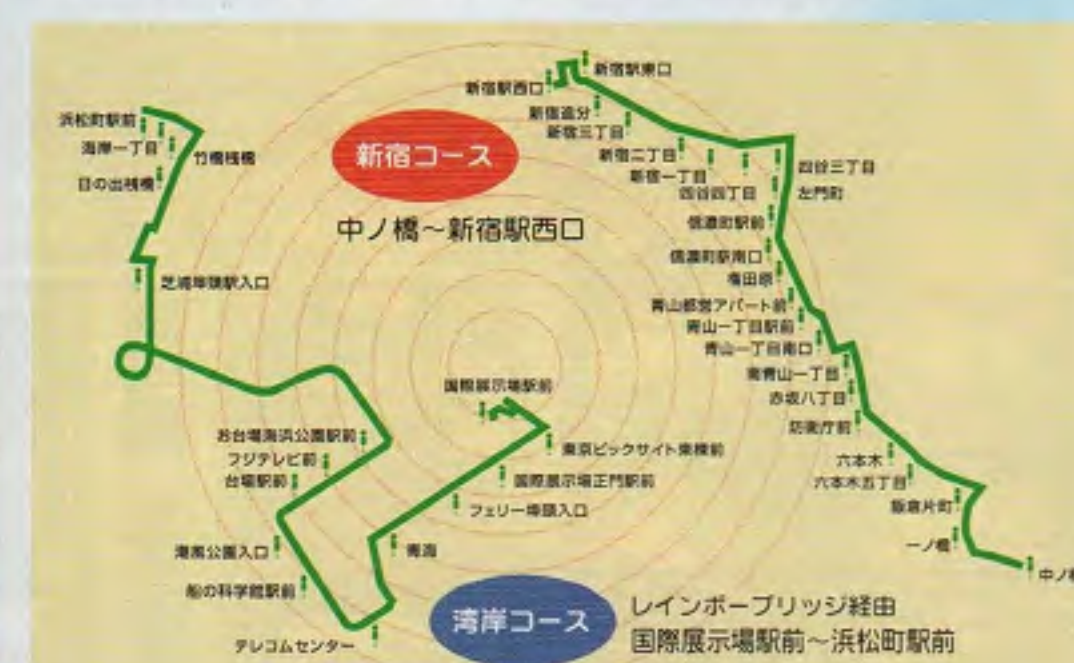 新宿コース
中ノ橋～新宿駅西口
新宿駅西口
新宿駅東口
新宿追分
新宿三丁目
新宿二丁目
新宿一丁目
四谷四丁目
四谷三丁目
左門町
信濃町駅前
信濃町駅南口
権田原
青山都営アパート前
青山一丁目駅前
青山一丁目南口
南青山一丁目
赤坂八丁目
防衛庁前
六本木
六本木五丁目
飯倉片町
一ノ橋
浜松町駅前
海岸一丁目
竹橋桟橋
日の出桟橋
芝浦埠頭駅入口
お台場海浜公園駅前
フジテレビ前
台場駅前
潮風公園入口
船の科学館駅前
テレコムセンター
青海
フェリー埠頭入口
国際展示場正門駅前
東京ビックサイト東棟前
国際展示場駅前
湾岸コース
レインボーブリッジ経由
国際展示場駅前～浜松町駅前